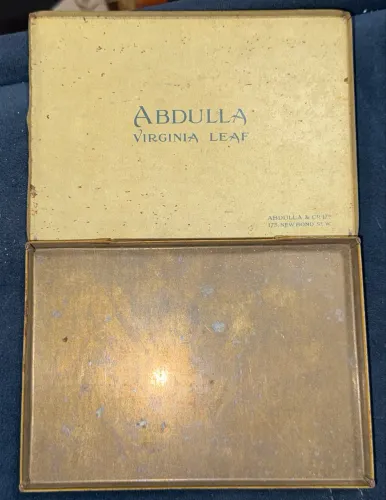 ABDULLA
VIRGINIA LEAF
ABDULLA & CO LTD
173 NEW BOND ST. W.